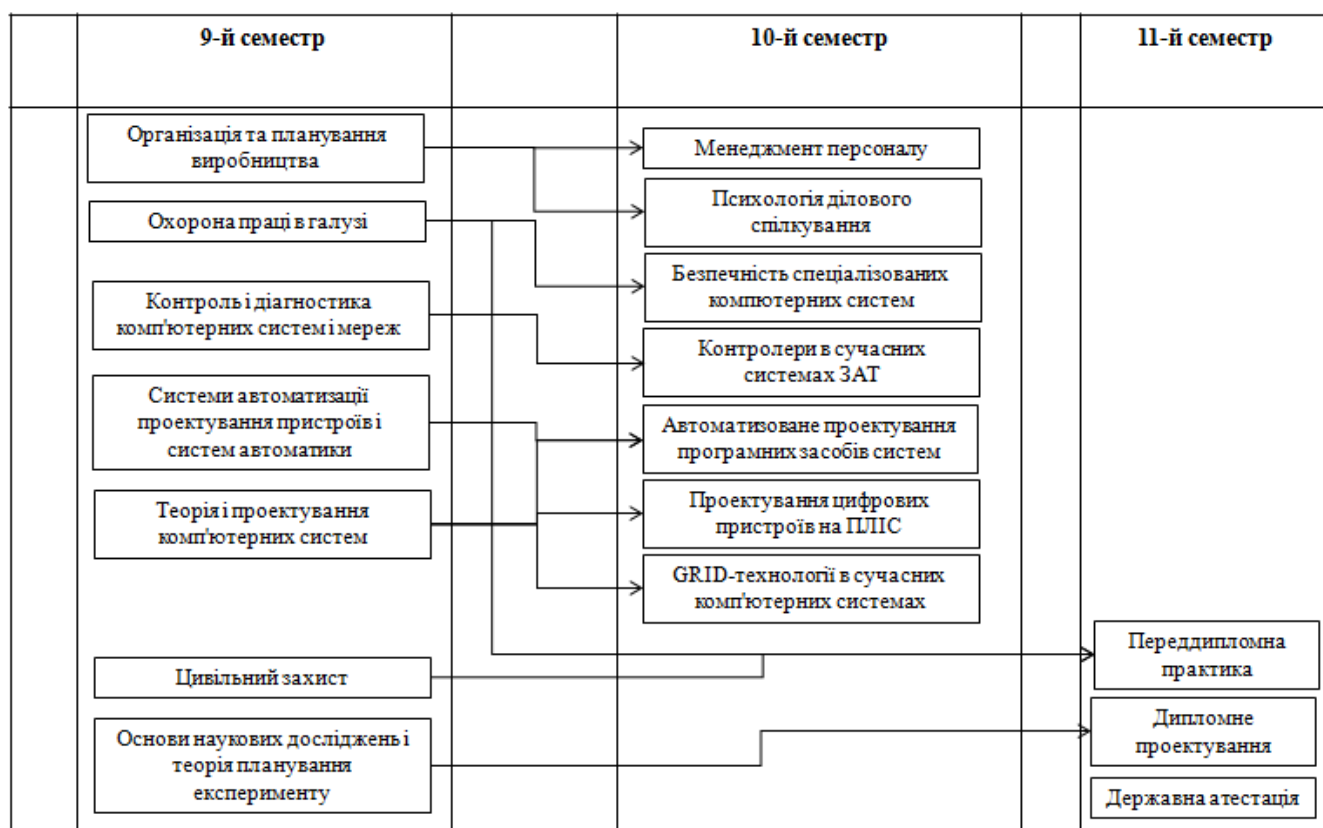 9-й семестр
10-й семестр
11-й семестр
Організація та планування
виробництва
Охорона праці в галузі
Контроль і діагностика
комп'ютерних систем і мереж
Системи автоматизації
проектування пристроїв і
систем автоматики
Теорія і проектування
комп'ютерних систем
Цивільний захист
Основи наукових досліджень і
теорія планування
експерименту
Менеджмент персоналу
Психологія ділового
спілкування
Безпечність спеціалізованих
компютерних систем
Контролери в сучасних
системах ЗАТ
Автоматизоване проектування
програмних засобів систем
Проектування цифрових
пристроїв на ПЛІС
GRID-технології в сучасних
комп'ютерних системах
Переддипломна
практика
Дипломне
проектування
Державна атестація